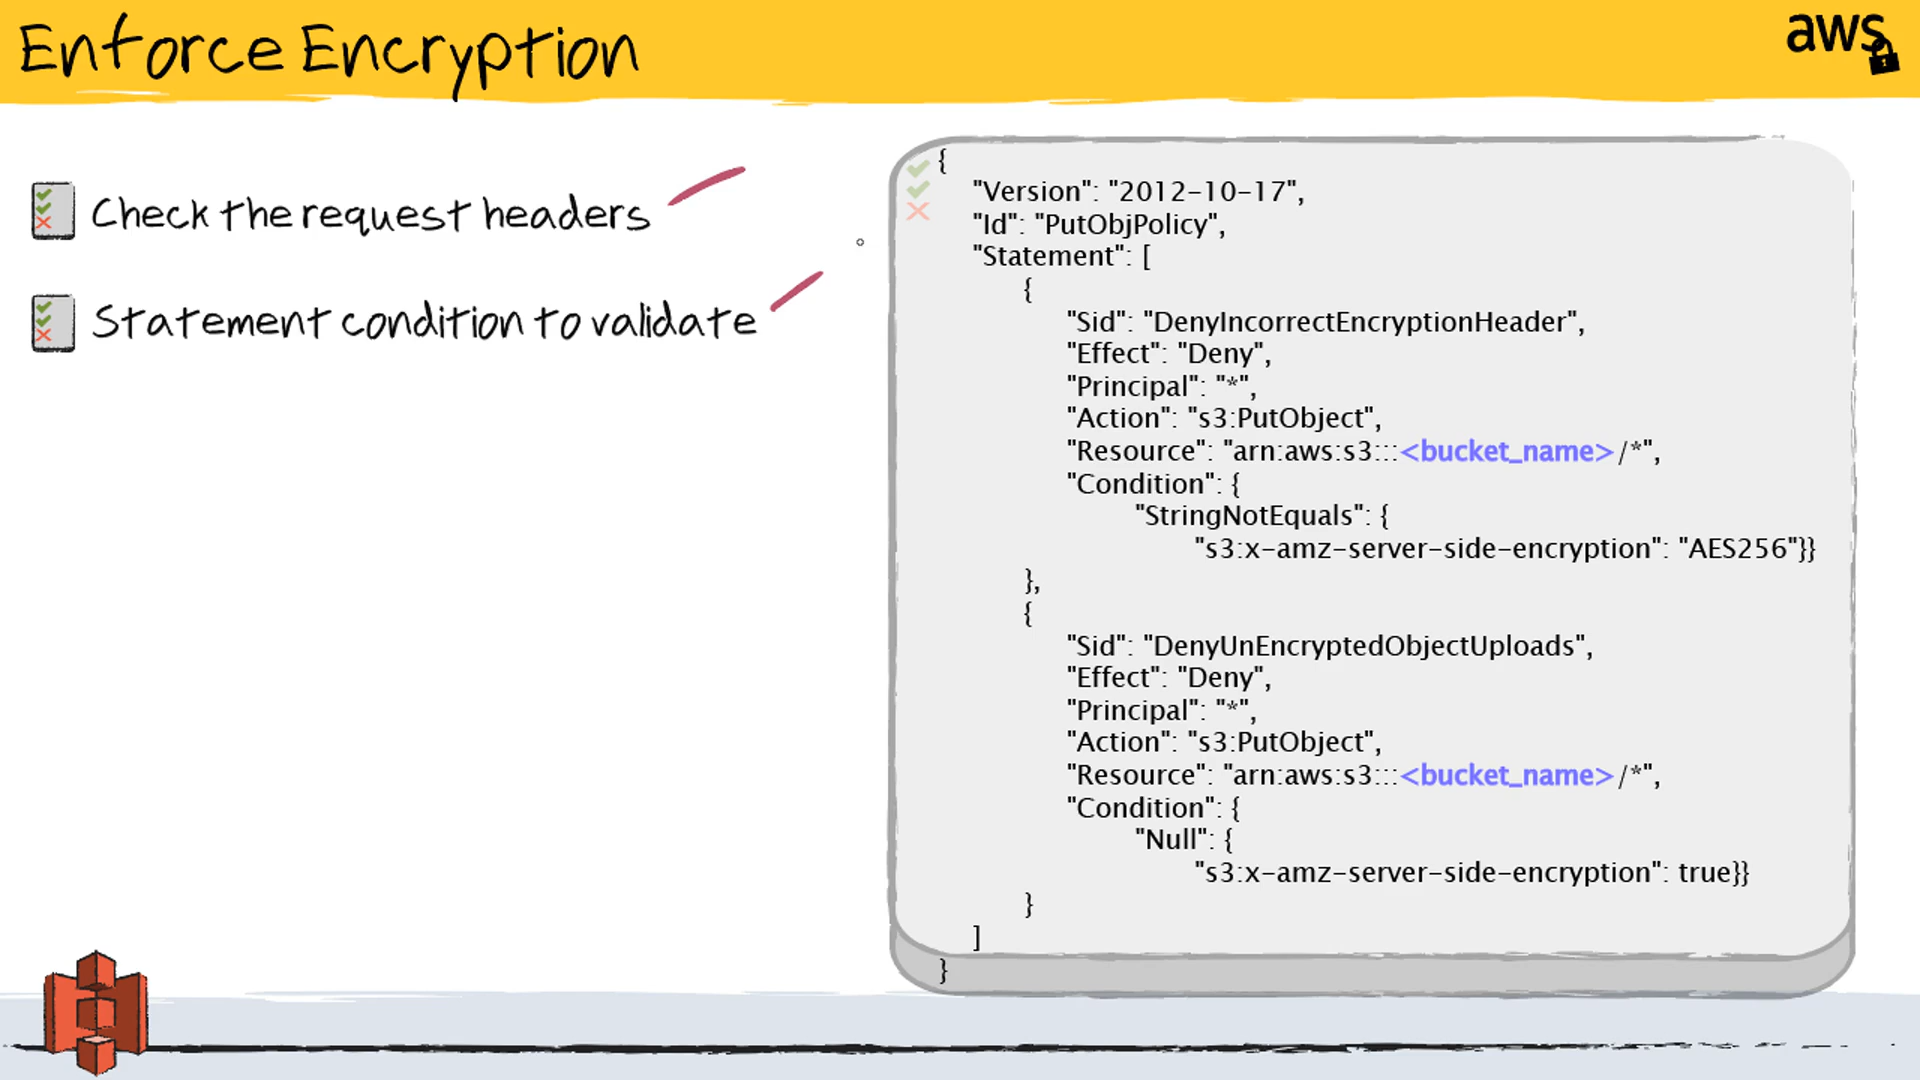 Enforce Encryption
aws
Check the request headers
Statement condition to validate
{
"Version": "2012-10-17",
"Id": "PutObjPolicy",
"Statement": [
{
"Sid": "DenyIncorrectEncryptionHeader",
"Effect": "Deny",
"Principal": "*",
"Action": "s3:PutObject",
"Resource": "arn:aws:s3:::<bucket_name>/*",
"Condition": {
"StringNotEquals": {
"s3:x-amz-server-side-encryption": "AES256"}}
},
{
"Sid": "DenyUnEncryptedObjectUploads",
"Effect": "Deny",
"Principal": "*",
"Action": "s3:PutObject",
"Resource": "arn:aws:s3:::<bucket_name>/*",
"Condition": {
"Null": {
"s3:x-amz-server-side-encryption": true}}
}
]
}